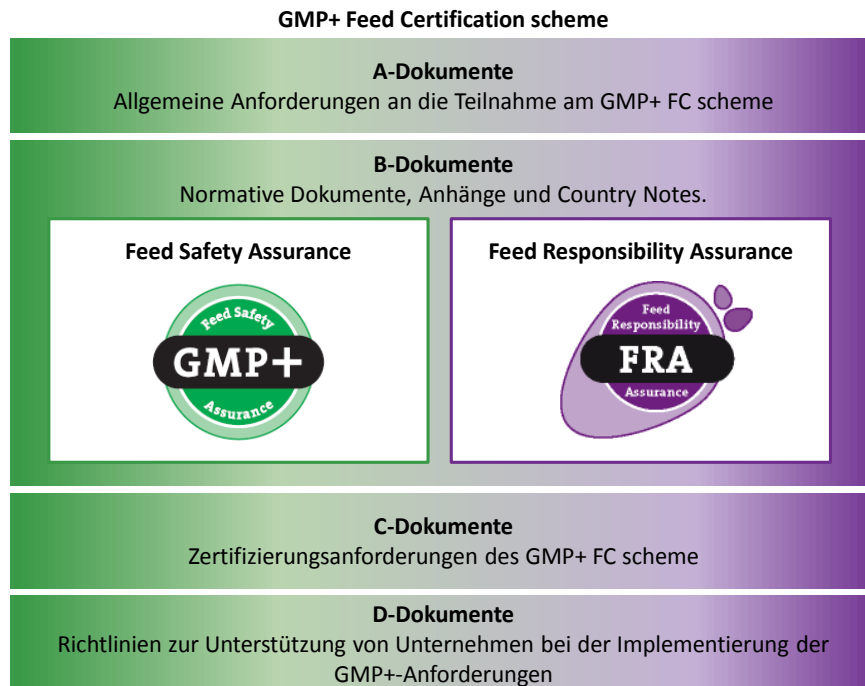 GMP+ Feed Certification scheme
A-Dokumente
Allgemeine Anforderungen an die Teilnahme am GMP+ FC scheme
B-Dokumente
Normative Dokumente, Anhänge und Country Notes.
Feed Safety Assurance
Feed Safety
GMP+
Assurance
Feed Responsibility Assurance
Feed
Responsibility
FRA
Assurance
C-Dokumente
Zertifizierungsanforderungen des GMP+ FC scheme
D-Dokumente
Richtlinien zur Unterstützung von Unternehmen bei der Implementierung der
GMP+-Anforderungen